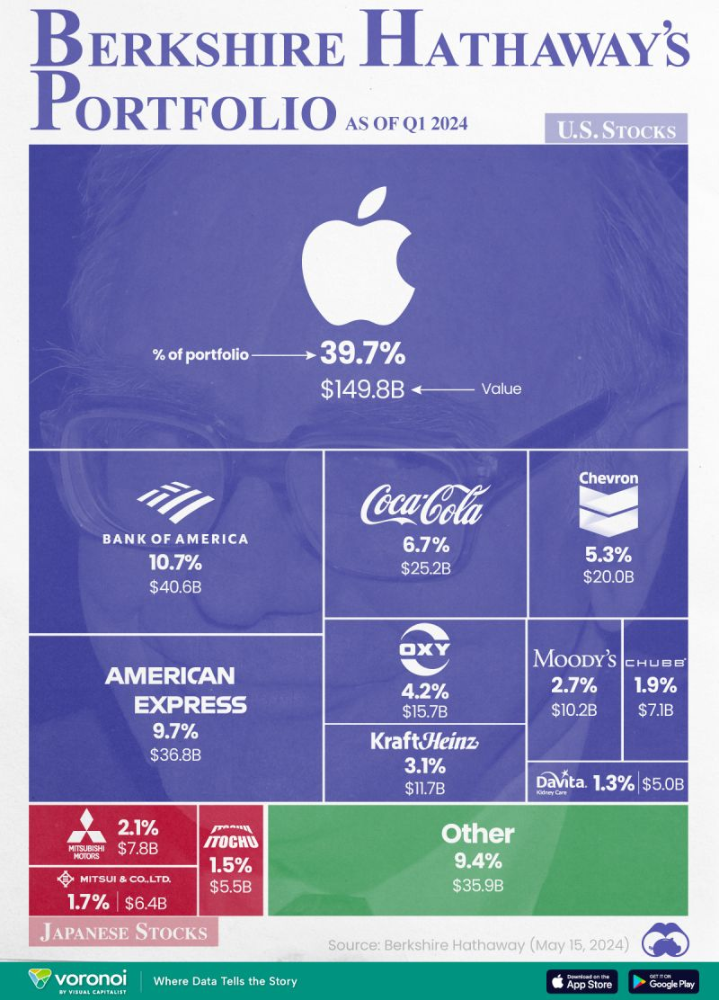 BERKSHIRE HATHAWAY'S
PORTFOLIO AS OF Q1 2024
U.S. STOCKS
% of portfolio
39.7%
$149.8B
Value
BANK OF AMERICA
10.7%
$40.6B
Coca-Cola
6.7%
$25.2B
Chevron
5.3%
$20.0B
AMERICAN
EXPRESS
9.7%
$36.8B
OXY
4.2%
$15.7B
KraftHeinz
3.1%
$11.7B
MOODY'S
2.7%
$10.2B
CHUBB
1.9%
$7.1B
DaVita.
Kidney Care
1.3% $5.0B
MITSUBISHI
MOTORS
2.1%
$7.8B
MITSUI & CO.,LTD.
1.7% $6.4B
ITOCHU
1.5%
$5.5B
Other
9.4%
$35.9B
JAPANESE STOCKS
Source: Berkshire Hathaway (May 15, 2024)
voronoi
BY VISUAL CAPITALIST
Where Data Tells the Story
Download on the
App Store
GET IT ON
Google Play